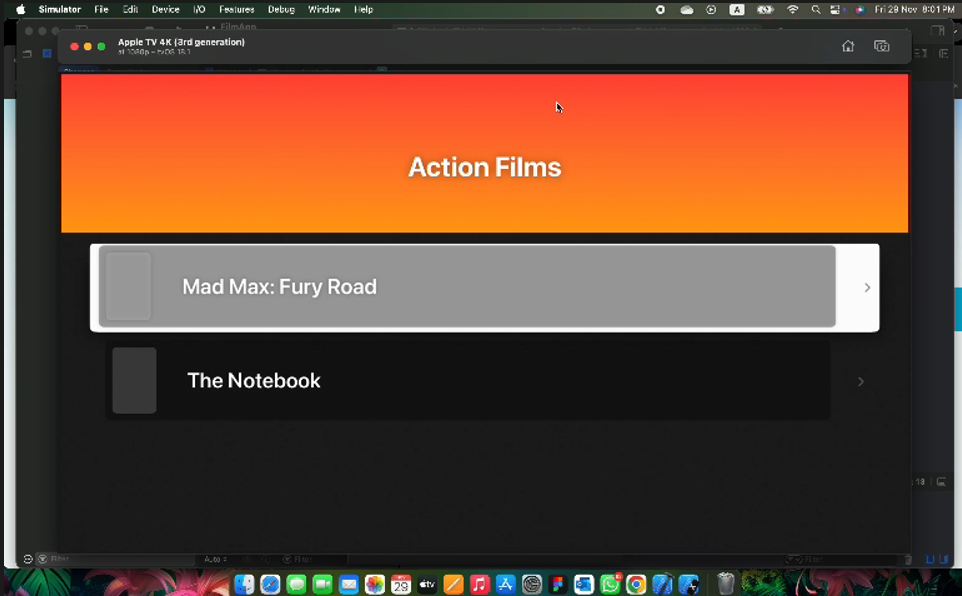 Simulator File Edit Device I/O Features Debug Window Help A Fri 29 Nov 8:01 PM
FilmApp
Apple TV 4K (3rd generation)
at 1080p – tvOS 18.1
Action Films
Mad Max: Fury Road
The Notebook
Filter Auto Filter Filter
29
tv